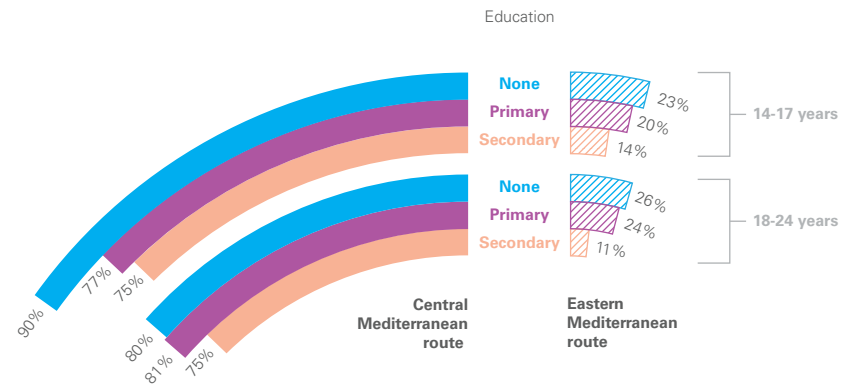 Education
None
23%
Primary
20%
14-17 years
Secondary
14%
90%
77%
75%
None
26%
Primary
24%
18-24 years
Secondary
11%
80%
81%
75%
Central
Mediterranean
route
Eastern
Mediterranean
route